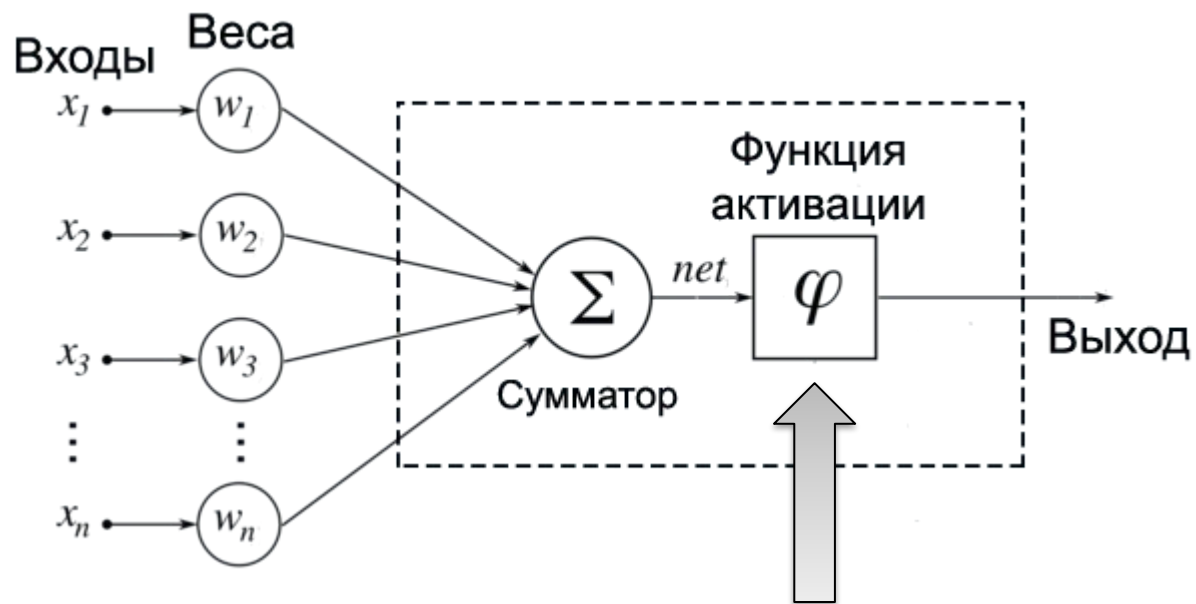 Входы Веса
x₁ w₁
x₂ w₂
x₃ w₃
⋮ ⋮
xₙ wₙ
Σ
Сумматор
net
Функция
активации
φ
Выход